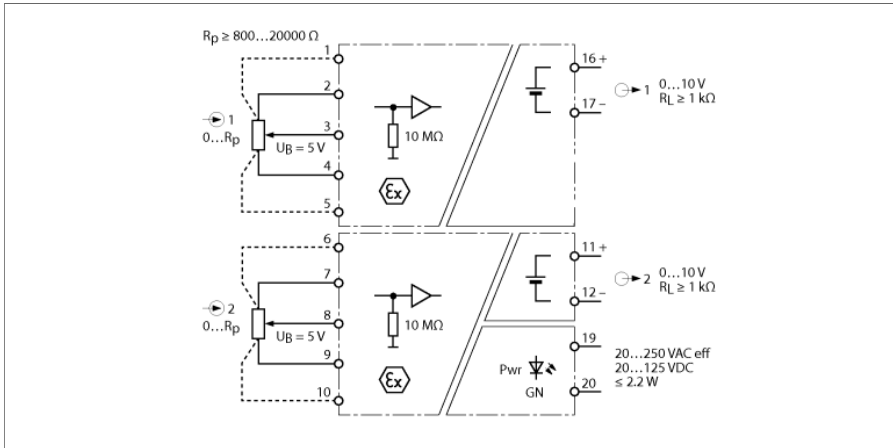 Rp ≥ 800...20000 Ω
1
2
3
4
5
1
0...Rp
UB = 5 V
10 MΩ
Ex
16 +
17 –
1 0...10 V
RL ≥ 1 kΩ
6
7
8
9
10
2
0...Rp
UB = 5 V
10 MΩ
Ex
11 +
12 –
2 0...10 V
RL ≥ 1 kΩ
19
20
Pwr
GN
20...250 VAC eff
20...125 VDC
≤ 2.2 W